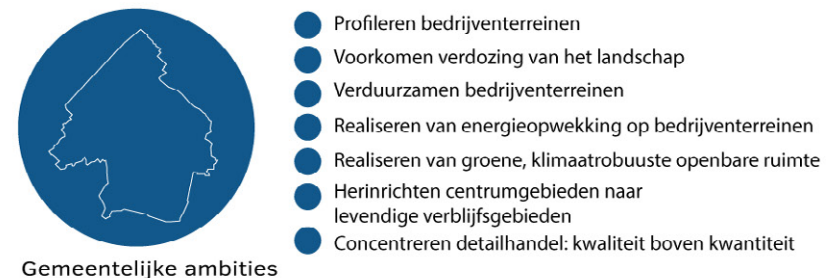 Profileren bedrijventerreinen
Voorkomen verdozing van het landschap
Verduurzamen bedrijventerreinen
Realiseren van energieopwekking op bedrijventerreinen
Realiseren van groene, klimaatrobuuste openbare ruimte
Herinrichten centrumgebieden naar
levendige verblijfsgebieden
Concentreren detailhandel: kwaliteit boven kwantiteit
Gemeentelijke ambities